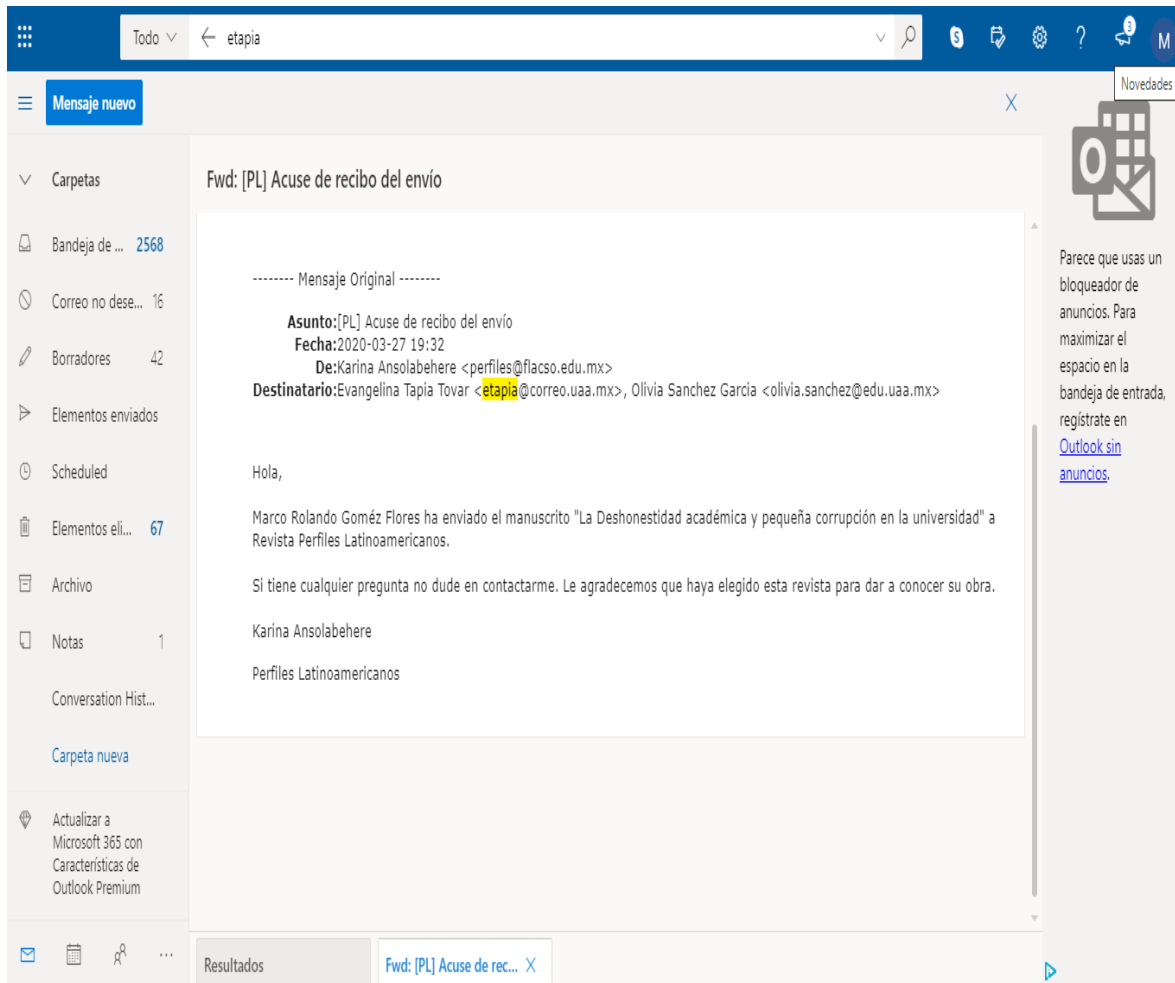 Todo
etapia
3
M
Novedades
Mensaje nuevo
X
Carpetas
Bandeja de ... 2568
Correo no dese... 16
Borradores 42
Elementos enviados
Scheduled
Elementos eli... 67
Archivo
Notas 1
Conversation Hist...
Carpeta nueva
Actualizar a
Microsoft 365 con
Características de
Outlook Premium
...
Fwd: [PL] Acuse de recibo del envío
-------- Mensaje Original --------
Asunto:[PL] Acuse de recibo del envío
Fecha:2020-03-27 19:32
De:Karina Ansolabehere <perfiles@flacso.edu.mx>
Destinatario:Evangelina Tapia Tovar <etapia@correo.uaa.mx>, Olivia Sanchez Garcia <olivia.sanchez@edu.uaa.mx>
Hola,
Marco Rolando Goméz Flores ha enviado el manuscrito "La Deshonestidad académica y pequeña corrupción en la universidad" a
Revista Perfiles Latinoamericanos.
Si tiene cualquier pregunta no dude en contactarme. Le agradecemos que haya elegido esta revista para dar a conocer su obra.
Karina Ansolabehere
Perfiles Latinoamericanos
Resultados
Fwd: [PL] Acuse de rec... X
Parece que usas un
bloqueador de
anuncios. Para
maximizar el
espacio en la
bandeja de entrada,
regístrate en
Outlook sin
anuncios.